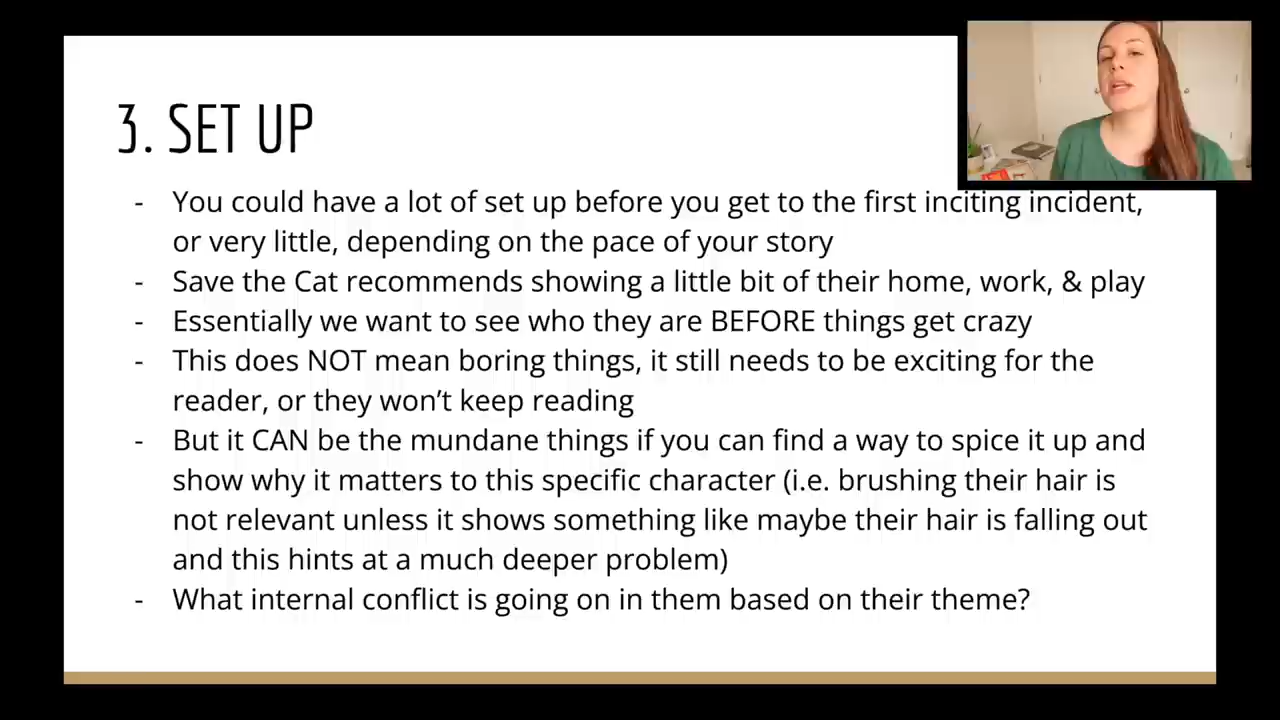 3. SET UP
- You could have a lot of set up before you get to the first inciting incident,
or very little, depending on the pace of your story
- Save the Cat recommends showing a little bit of their home, work, & play
- Essentially we want to see who they are BEFORE things get crazy
- This does NOT mean boring things, it still needs to be exciting for the
reader, or they won’t keep reading
- But it CAN be the mundane things if you can find a way to spice it up and
show why it matters to this specific character (i.e. brushing their hair is
not relevant unless it shows something like maybe their hair is falling out
and this hints at a much deeper problem)
- What internal conflict is going on in them based on their theme?